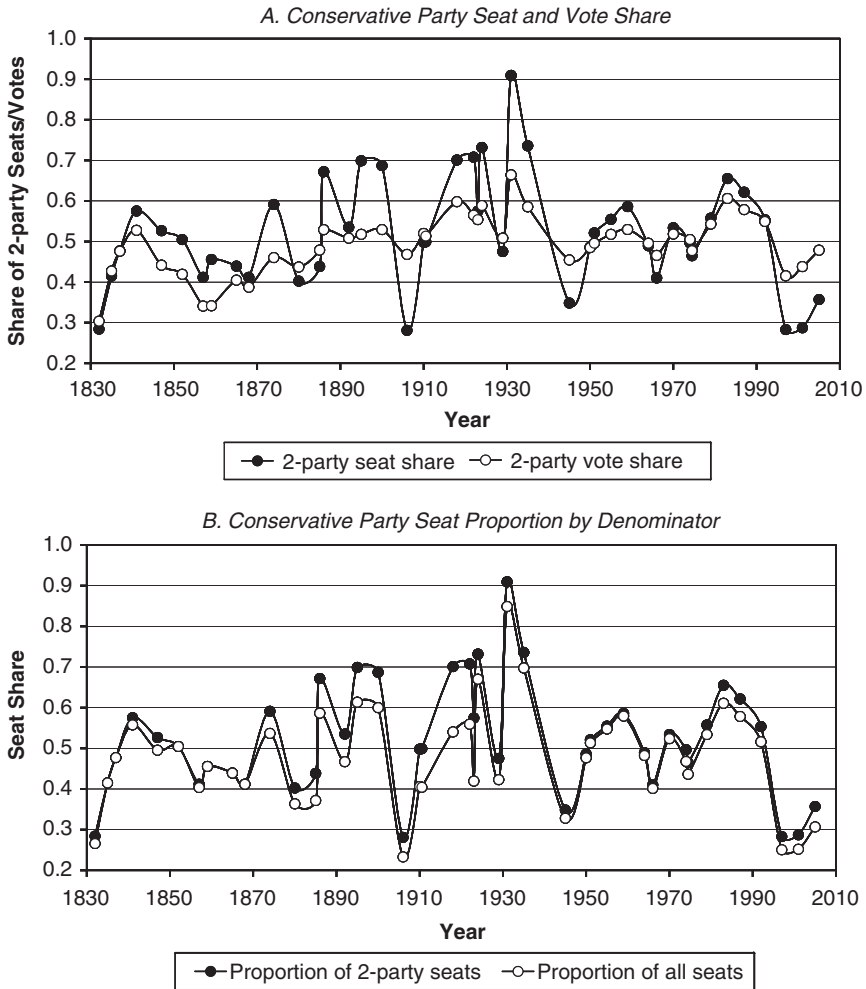 A. Conservative Party Seat and Vote Share
Share of 2-party Seats/Votes
1.0
0.9
0.8
0.7
0.6
0.5
0.4
0.3
0.2
1830 1850 1870 1890 1910 1930 1950 1970 1990 2010
Year
2-party seat share 2-party vote share
B. Conservative Party Seat Proportion by Denominator
Seat Share
1.0
0.9
0.8
0.7
0.6
0.5
0.4
0.3
0.2
1830 1850 1870 1890 1910 1930 1950 1970 1990 2010
Year
Proportion of 2-party seats Proportion of all seats